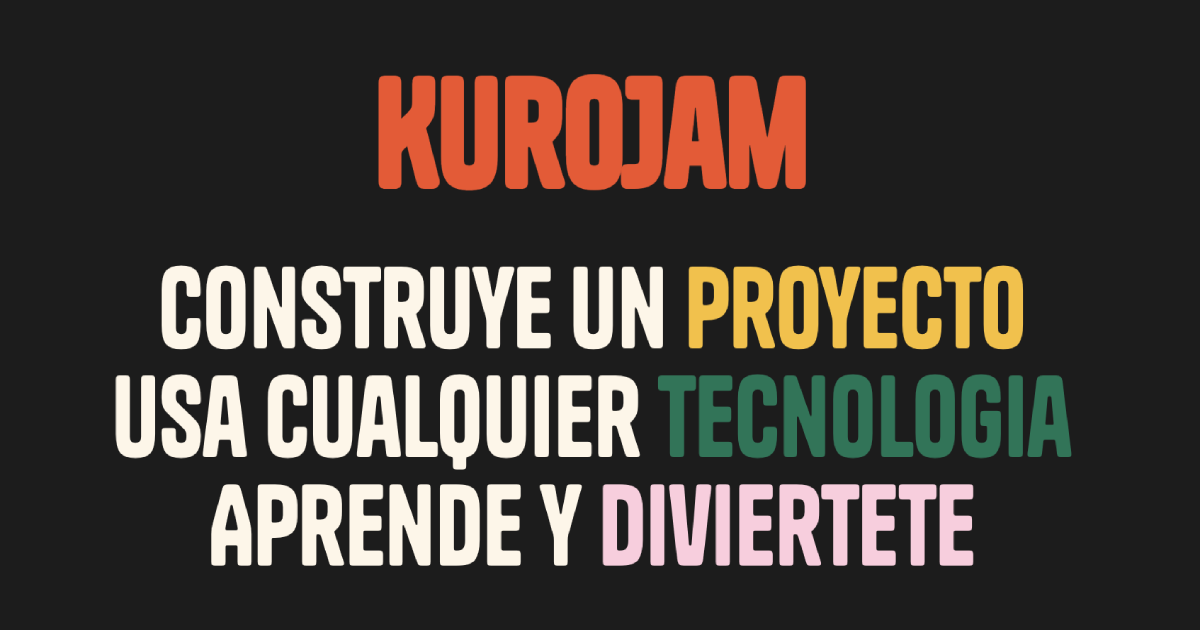 KUROJAM
CONSTRUYE UN PROYECTO
USA CUALQUIER TECNOLOGIA
APRENDE Y DIVIERTETE